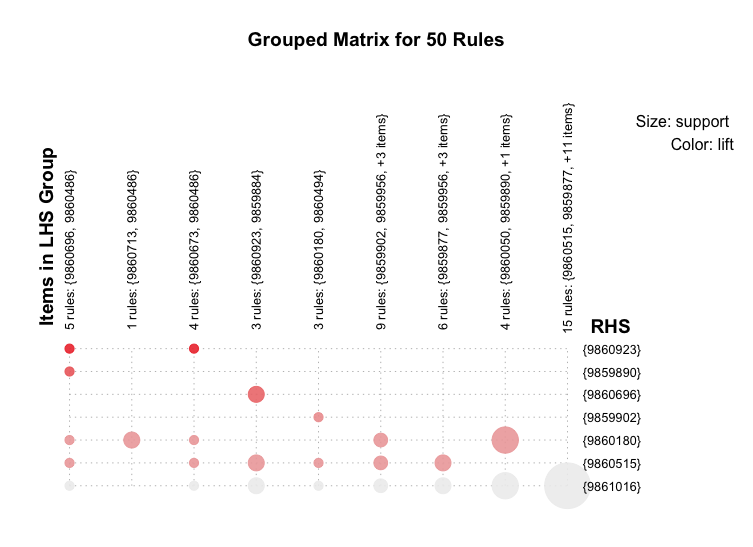 Grouped Matrix for 50 Rules
Size: support
Color: lift
Items in LHS Group
5 rules: {9860696, 9860486}
1 rules: {9860713, 9860486}
4 rules: {9860673, 9860486}
3 rules: {9860923, 9859884}
3 rules: {9860180, 9860494}
9 rules: {9859902, 9859956, +3 items}
6 rules: {9859877, 9859956, +3 items}
4 rules: {9860050, 9859890, +1 items}
15 rules: {9860515, 9859877, +11 items}
RHS
{9860923}
{9859890}
{9860696}
{9859902}
{9860180}
{9860515}
{9861016}